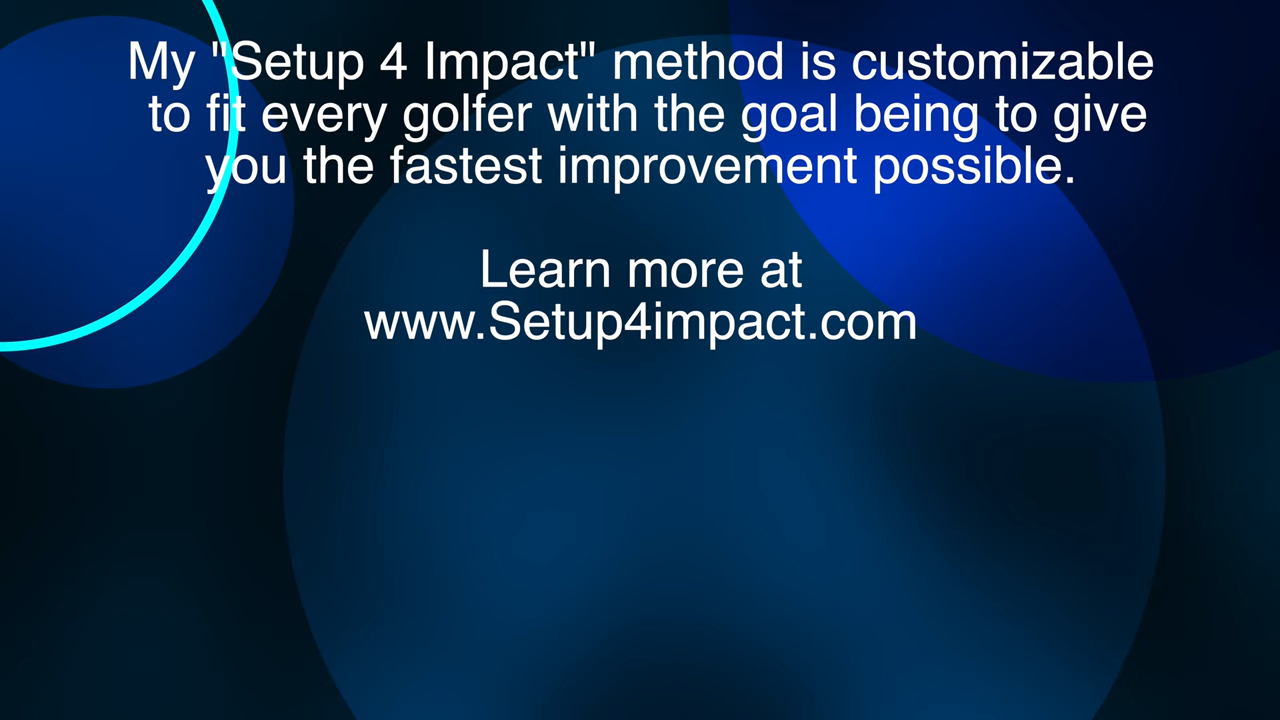 My "Setup 4 Impact" method is customizable
to fit every golfer with the goal being to give
you the fastest improvement possible.
Learn more at
www.Setup4impact.com